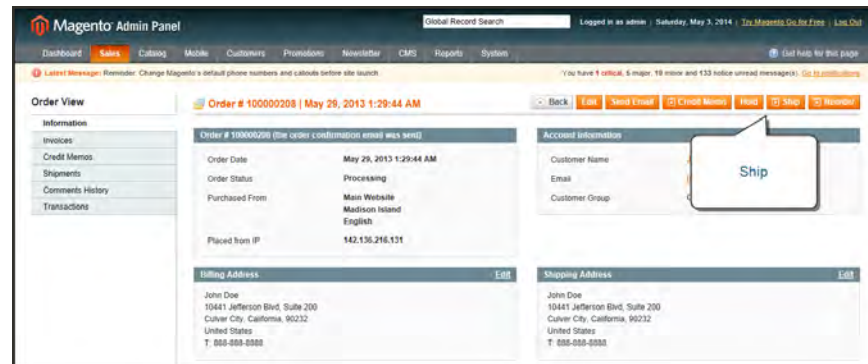 Magento Admin Panel
Global Record Search
Logged in as admin | Saturday, May 3, 2014 | Try Magento Go for Free | Log Out
Dashboard Sales Catalog Mobile Customers Promotions Newsletter CMS Reports System
Get help for this page
Latest Message: Reminder: Change Magento's default phone numbers and callouts before site launch
You have 1 critical, 6 major, 19 minor and 133 notice unread message(s). Go to notifications
Order View
Information
Invoices
Credit Memos
Shipments
Comments History
Transactions
Order # 100000208 | May 29, 2013 1:29:44 AM
Back Edit Send Email Credit Memo Hold Ship Reorder
Order # 100000208 (the order confirmation email was sent)
Order Date May 29, 2013 1:29:44 AM
Order Status Processing
Purchased From Main Website
Madison Island
English
Placed from IP 142.136.216.131
Account Information
Customer Name
Email
Customer Group
Ship
Billing Address Edit
John Doe
10441 Jefferson Blvd, Suite 200
Culver City, California, 90232
United States
T: 888-888-8888
Shipping Address Edit
John Doe
10441 Jefferson Blvd, Suite 200
Culver City, California, 90232
United States
T: 888-888-8888